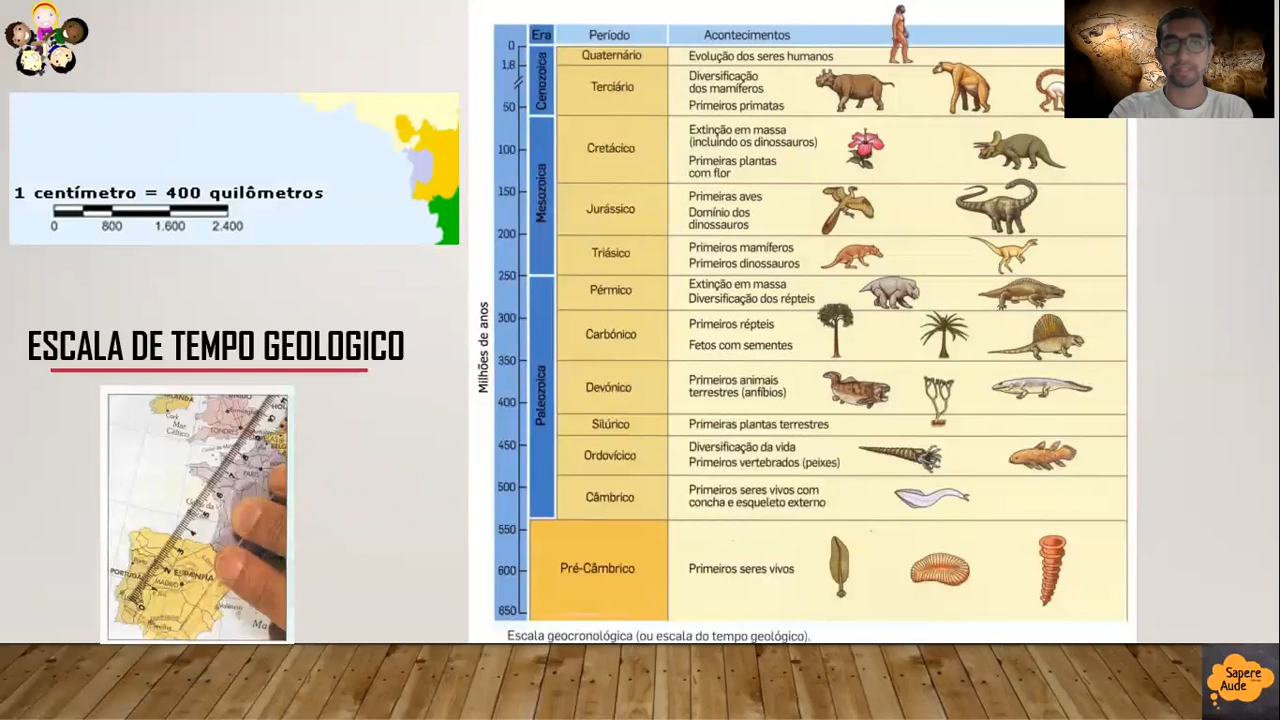 1 centímetro = 400 quilômetros
0 800 1.600 2.400
ESCALA DE TEMPO GEOLOGICO
PORTUGAL
ESPANHA
MADRID
Milhões de anos
Era Período Acontecimentos
0
1,8
50
100
150
200
250
300
350
400
450
500
550
600
650
Cenozoica
Mesozoica
Paleozoica
Quaternário Evolução dos seres humanos
Terciário
Diversificação
dos mamíferos
Primeiros primatas
Cretácico
Extinção em massa
(incluindo os dinossauros)
Primeiras plantas
com flor
Jurássico
Primeiras aves
Domínio dos
dinossauros
Triásico
Primeiros mamíferos
Primeiros dinossauros
Pérmico
Extinção em massa
Diversificação dos répteis
Carbónico
Primeiros répteis
Fetos com sementes
Devónico
Primeiros animais
terrestres (anfíbios)
Silúrico Primeiras plantas terrestres
Ordovícico
Diversificação da vida
Primeiros vertebrados (peixes)
Câmbrico
Primeiros seres vivos com
concha e esqueleto externo
Pré-Câmbrico Primeiros seres vivos
Escala geocronológica (ou escala do tempo geológico).
Sapere
Aude